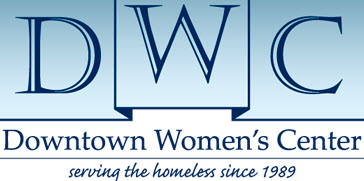 DWC
Downtown Women's Center
serving the homeless since 1989